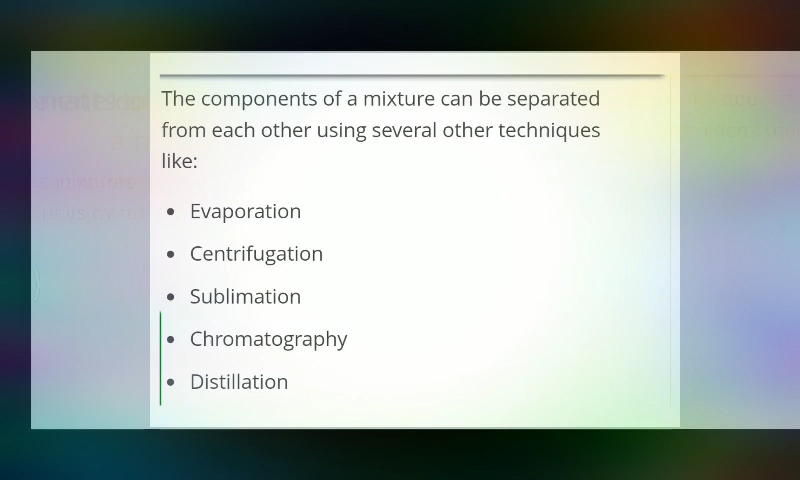 The components of a mixture can be separated
from each other using several other techniques
like:
• Evaporation
• Centrifugation
• Sublimation
• Chromatography
• Distillation